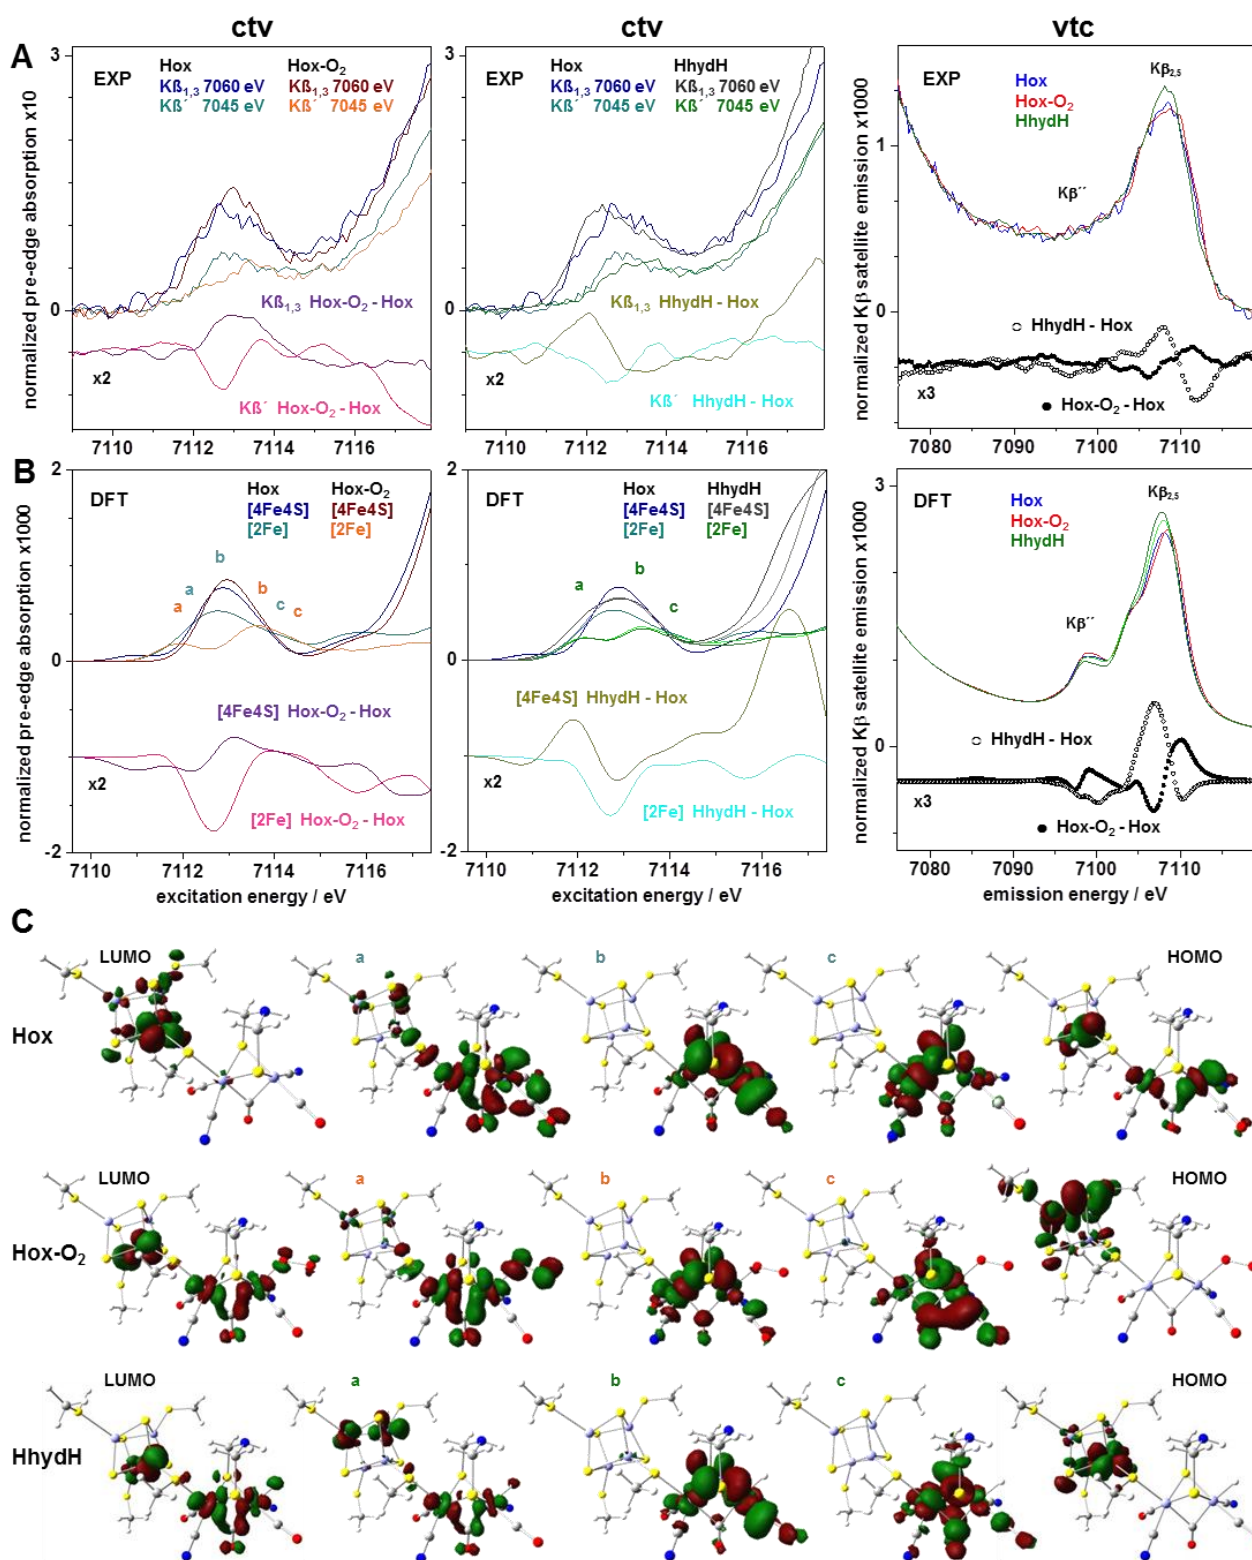 ctv ctv vtc
A
EXP
Hox Hox-O₂
Kß₁,₃ 7060 eV Kß₁,₃ 7060 eV
Kß´ 7045 eV Kß´ 7045 eV
Kß₁,₃ Hox-O₂ - Hox
x2
Kß´ Hox-O₂ - Hox
3
0
normalized pre-edge absorption x10
7110 7112 7114 7116
EXP
Hox HhydH
Kß₁,₃ 7060 eV Kß₁,₃ 7060 eV
Kß´ 7045 eV Kß´ 7045 eV
Kß₁,₃ HhydH - Hox
x2
Kß´ HhydH - Hox
3
0
7110 7112 7114 7116
EXP
Hox
Hox-O₂
HhydH
Kβ₂,₅
Kβ´´
HhydH - Hox
x3
Hox-O₂ - Hox
1
0
normalized Kβ satellite emission x1000
7080 7090 7100 7110
B
DFT
Hox Hox-O₂
[4Fe4S] [4Fe4S]
[2Fe] [2Fe]
b
a b
a c c
[4Fe4S] Hox-O₂ - Hox
x2
[2Fe] Hox-O₂ - Hox
2
0
-2
normalized pre-edge absorption x1000
7110 7112 7114 7116
excitation energy / eV
DFT
Hox HhydH
[4Fe4S] [4Fe4S]
[2Fe] [2Fe]
a b c
[4Fe4S] HhydH - Hox
x2
[2Fe] HhydH - Hox
2
0
-2
7110 7112 7114 7116
excitation energy / eV
DFT
Hox
Hox-O₂
HhydH
Kβ₂,₅
Kβ´´
HhydH - Hox
x3
Hox-O₂ - Hox
3
0
normalized Kβ satellite emission x1000
7080 7090 7100 7110
emission energy / eV
C
LUMO a b c HOMO
Hox
LUMO a b c HOMO
Hox-O₂
LUMO a b c HOMO
HhydH